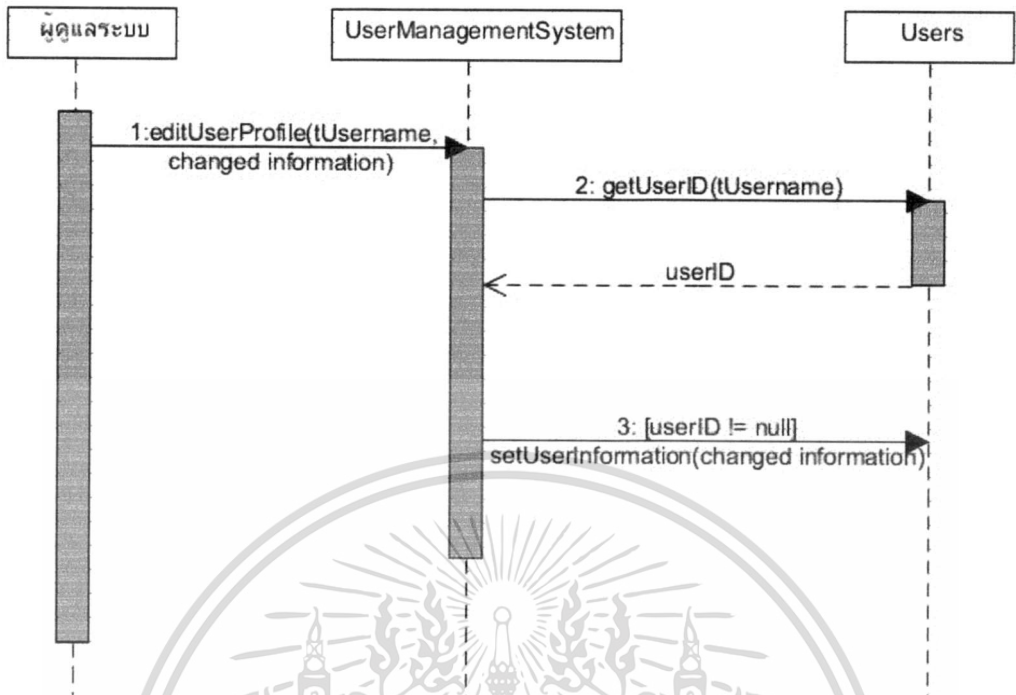 ผู้ดูแลระบบ
UserManagementSystem
Users
1:editUserProfile(tUsername,
changed information)
2: getUserID(tUsername)
userID
3: [userID != null]
setUserInformation(changed information)